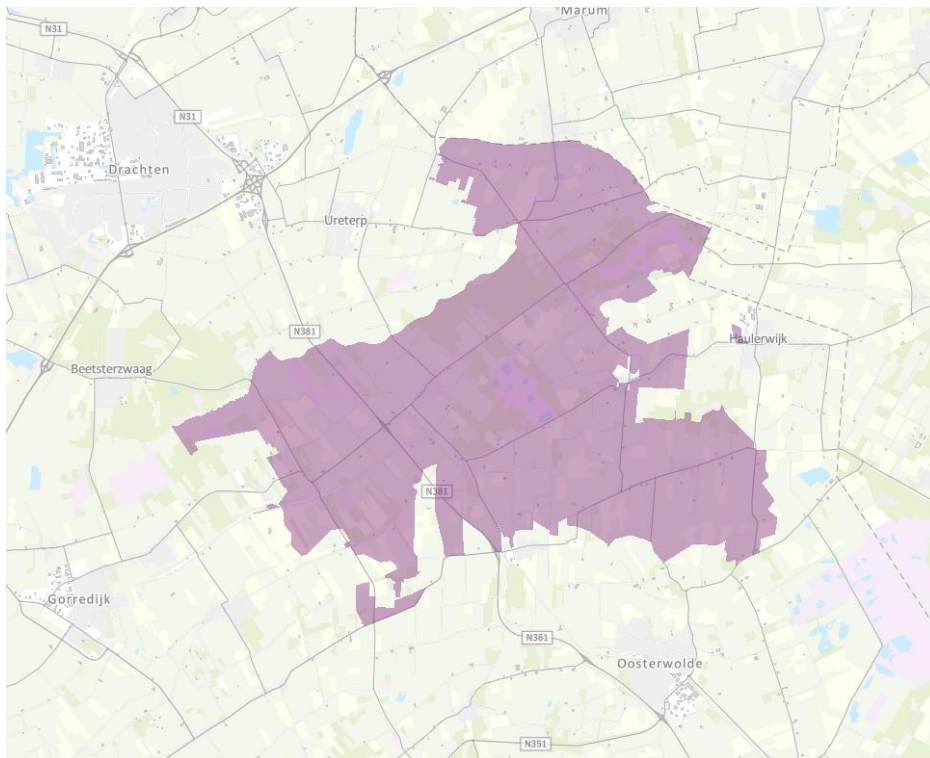 Marum
N31
N31
Drachten
Ureterp
N381
Haulerwijk
Beetsterzwaag
N381
Gorredijk
N381
Oosterwolde
N351